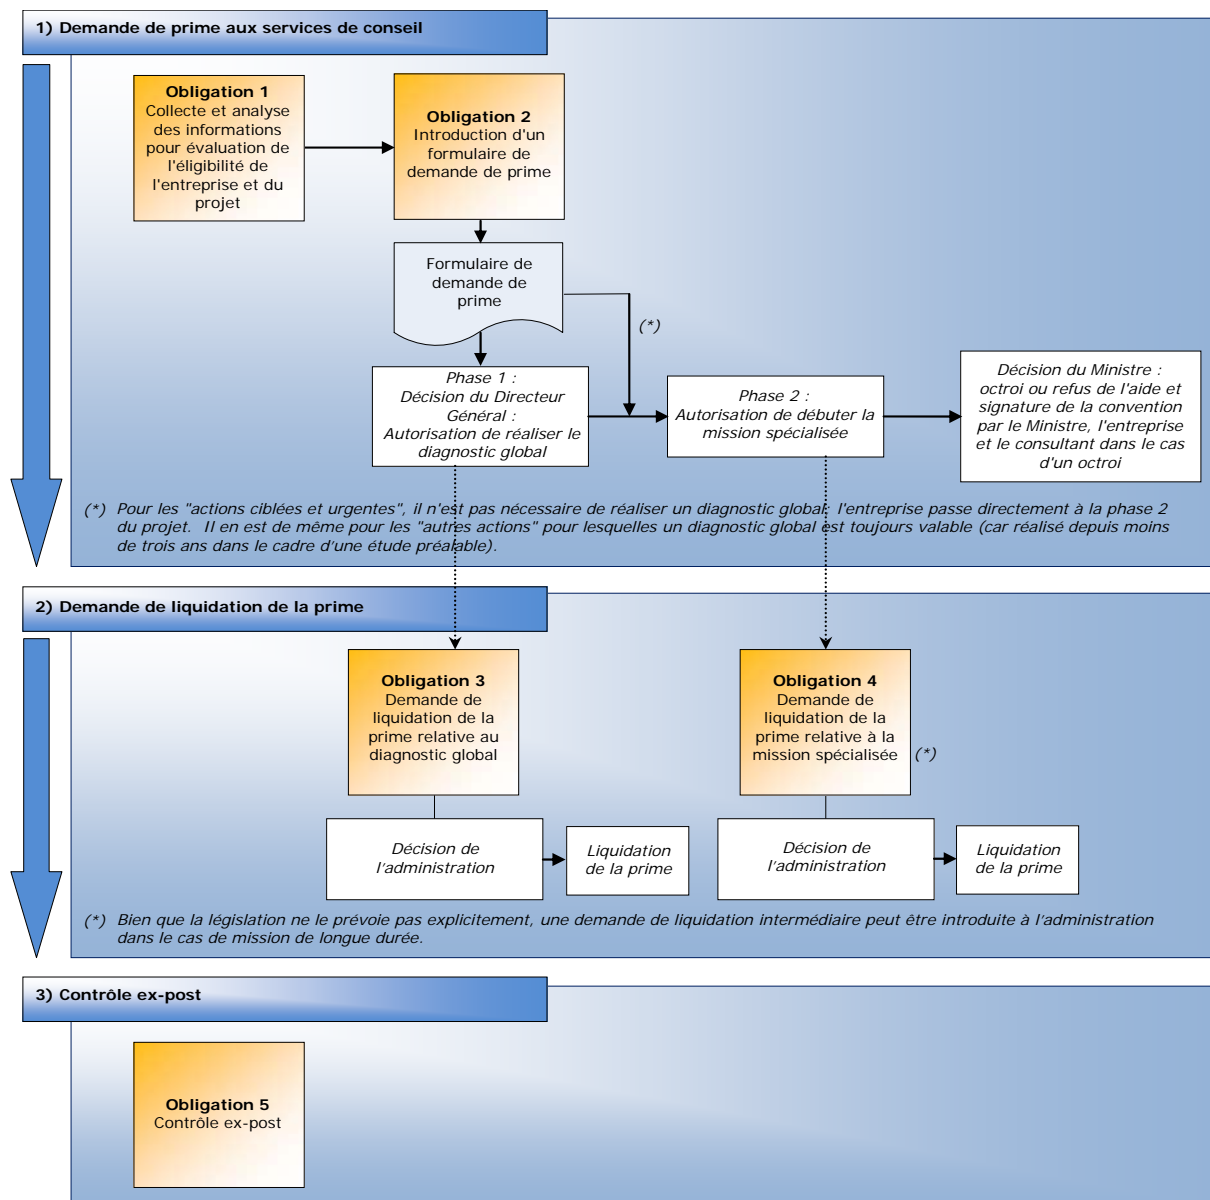 1) Demande de prime aux services de conseil
Obligation 1
Collecte et analyse
des informations
pour évaluation de
l'éligibilité de
l'entreprise et du
projet
Obligation 2
Introduction d'un
formulaire de
demande de prime
Formulaire de
demande de
prime
(*)
Phase 1 :
Décision du Directeur
Général :
Autorisation de réaliser le
diagnostic global
Phase 2 :
Autorisation de débuter la
mission spécialisée
Décision du Ministre :
octroi ou refus de l'aide et
signature de la convention
par le Ministre, l'entreprise
et le consultant dans le cas
d'un octroi
(*) Pour les "actions ciblées et urgentes", il n'est pas nécessaire de réaliser un diagnostic global, l'entreprise passe directement à la phase 2
du projet. Il en est de même pour les "autres actions" pour lesquelles un diagnostic global est toujours valable (car réalisé depuis moins
de trois ans dans le cadre d’une étude préalable).
2) Demande de liquidation de la prime
Obligation 3
Demande de
liquidation de la
prime relative au
diagnostic global
Obligation 4
Demande de
liquidation de la
prime relative à la
mission spécialisée
(*)
Décision de
l’administration
Liquidation
de la prime
Décision de
l’administration
Liquidation
de la prime
(*) Bien que la législation ne le prévoie pas explicitement, une demande de liquidation intermédiaire peut être introduite à l’administration
dans le cas de mission de longue durée.
3) Contrôle ex-post
Obligation 5
Contrôle ex-post